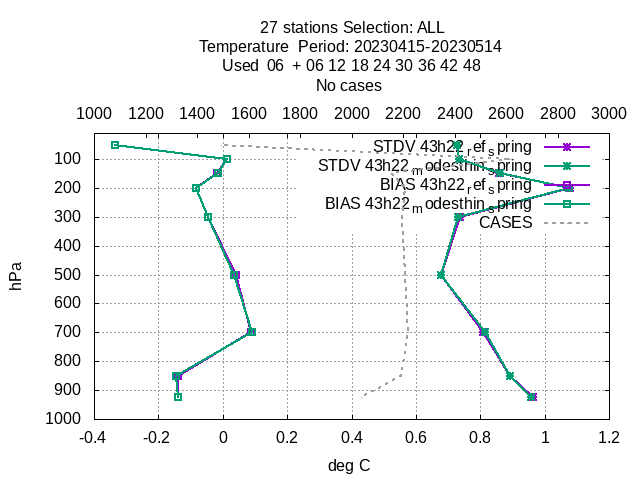 27 stations Selection: ALL
Temperature Period: 20230415-20230514
Used 06 + 06 12 18 24 30 36 42 48
No cases
1000 1200 1400 1600 1800 2000 2200 2400 2600 2800 3000
STDV 43h22_ref_spring
STDV 43h22_modesthin_spring
BIAS 43h22_ref_spring
BIAS 43h22_modesthin_spring
CASES
100
200
300
400
500
600
700
800
900
1000
hPa
-0.4 -0.2 0 0.2 0.4 0.6 0.8 1 1.2
deg C